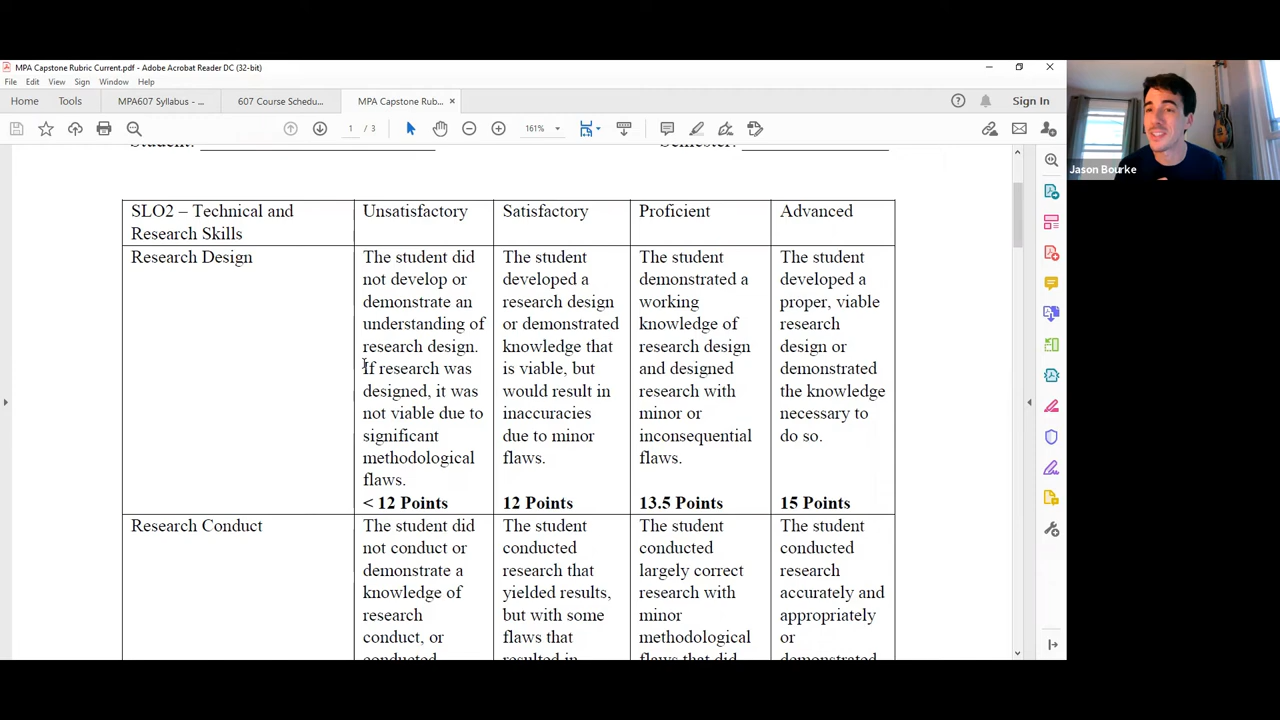 MPA Capstone Rubric Current.pdf - Adobe Acrobat Reader DC (32-bit)
File Edit View Sign Window Help
Home Tools MPA607 Syllabus - ... 607 Course Schedu... MPA Capstone Rub... Sign In
1 / 3 161%
Student: Semester:
SLO2 – Technical and
Research Skills
Unsatisfactory
Satisfactory
Proficient
Advanced
Research Design
The student did
not develop or
demonstrate an
understanding of
research design.
If research was
designed, it was
not viable due to
significant
methodological
flaws.
< 12 Points
The student
developed a
research design
or demonstrated
knowledge that
is viable, but
would result in
inaccuracies
due to minor
flaws.
12 Points
The student
demonstrated a
working
knowledge of
research design
and designed
research with
minor or
inconsequential
flaws.
13.5 Points
The student
developed a
proper, viable
research
design or
demonstrated
the knowledge
necessary to
do so.
15 Points
Research Conduct
The student did
not conduct or
demonstrate a
knowledge of
research
conduct, or
conducted
The student
conducted
research that
yielded results,
but with some
flaws that
resulted in
The student
conducted
largely correct
research with
minor
methodological
flaws that did
The student
conducted
research
accurately and
appropriately
or
demonstrated
Jason Bourke